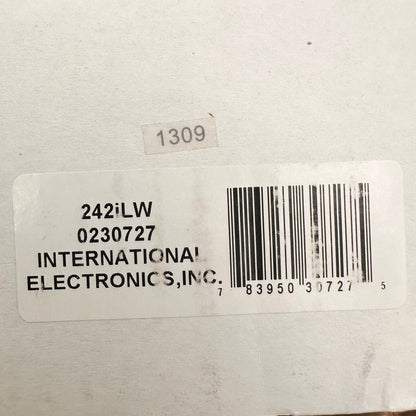 1309
242iLW
0230727
INTERNATIONAL
ELECTRONICS,INC.
7 83950 30727 5